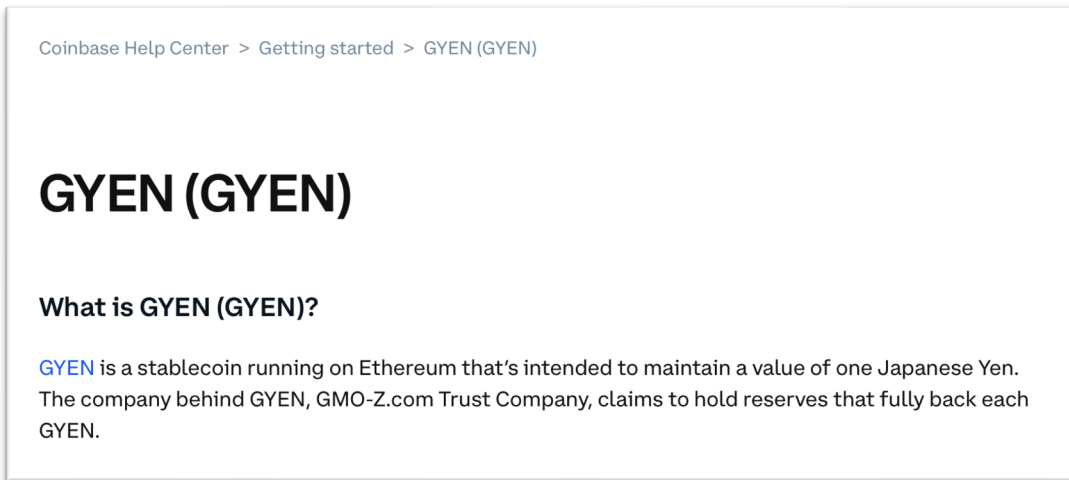 Coinbase Help Center > Getting started > GYEN (GYEN)
GYEN (GYEN)
What is GYEN (GYEN)?
GYEN is a stablecoin running on Ethereum that's intended to maintain a value of one Japanese Yen.
The company behind GYEN, GMO-Z.com Trust Company, claims to hold reserves that fully back each
GYEN.